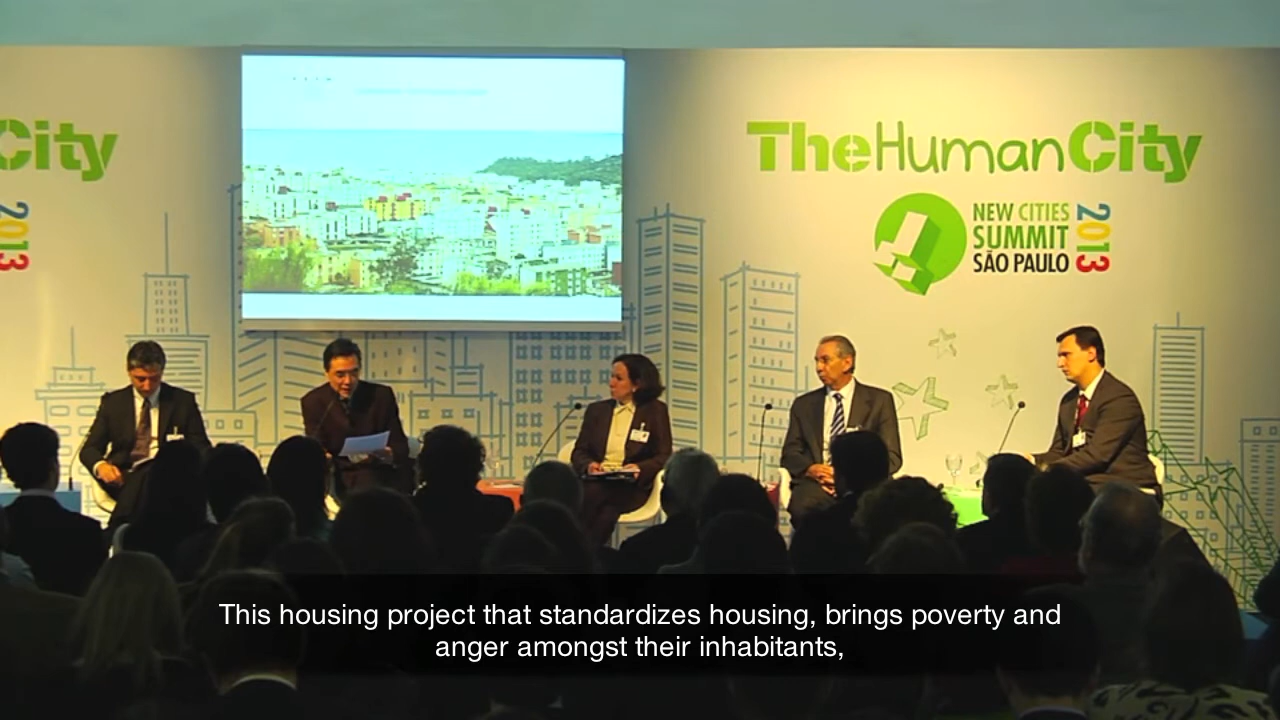 City
2013
TheHumanCity
NEW CITIES
SUMMIT
SÃO PAULO
2013
This housing project that standardizes housing, brings poverty and
anger amongst their inhabitants,